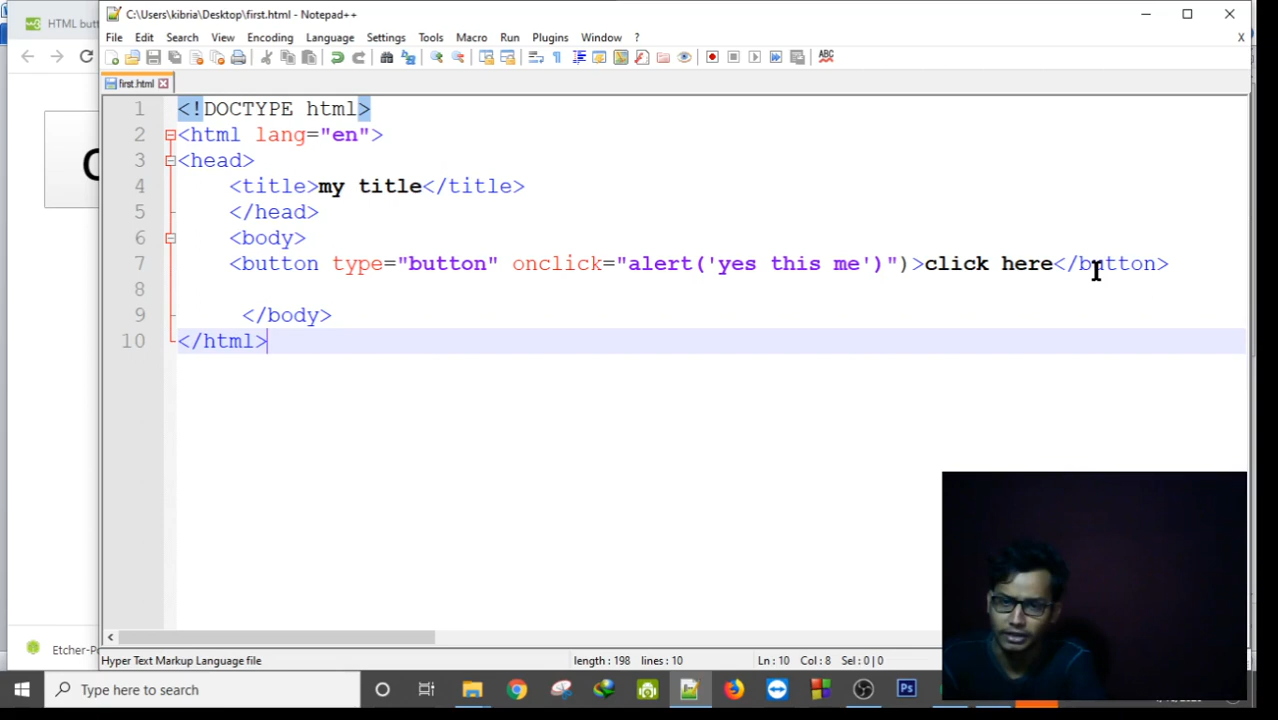 C:\Users\kibria\Desktop\first.html - Notepad++
HTML
File Edit Search View Encoding Language Settings Tools Macro Run Plugins Window ?
X
ABC
first.html
1 <!DOCTYPE html>
2 <html lang="en">
3 <head>
4 <title>my title</title>
5 </head>
6 <body>
7 <button type="button" onclick="alert('yes this me')")>click here</button>
8
9 </body>
10 </html>
Hyper Text Markup Language file length : 198 lines : 10 Ln : 10 Col : 8 Sel : 0 | 0
Type here to search
Ps